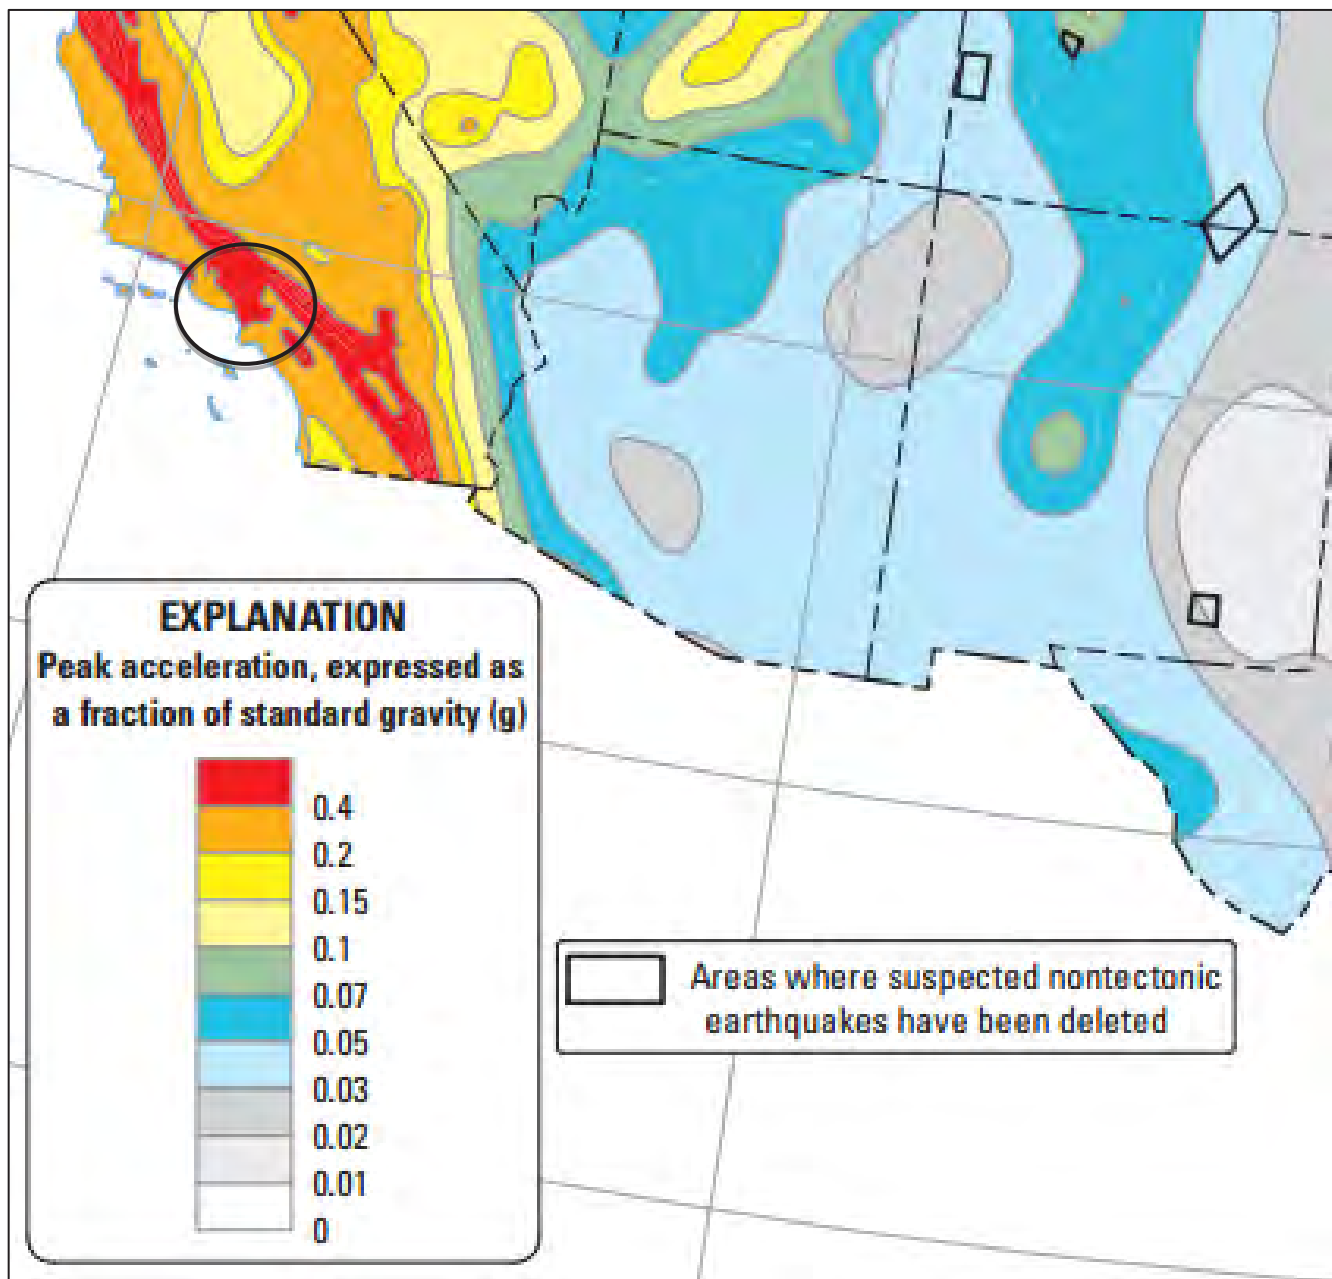 EXPLANATION
Peak acceleration, expressed as
a fraction of standard gravity (g)
0.4
0.2
0.15
0.1
0.07
0.05
0.03
0.02
0.01
0
Areas where suspected nontectonic
earthquakes have been deleted